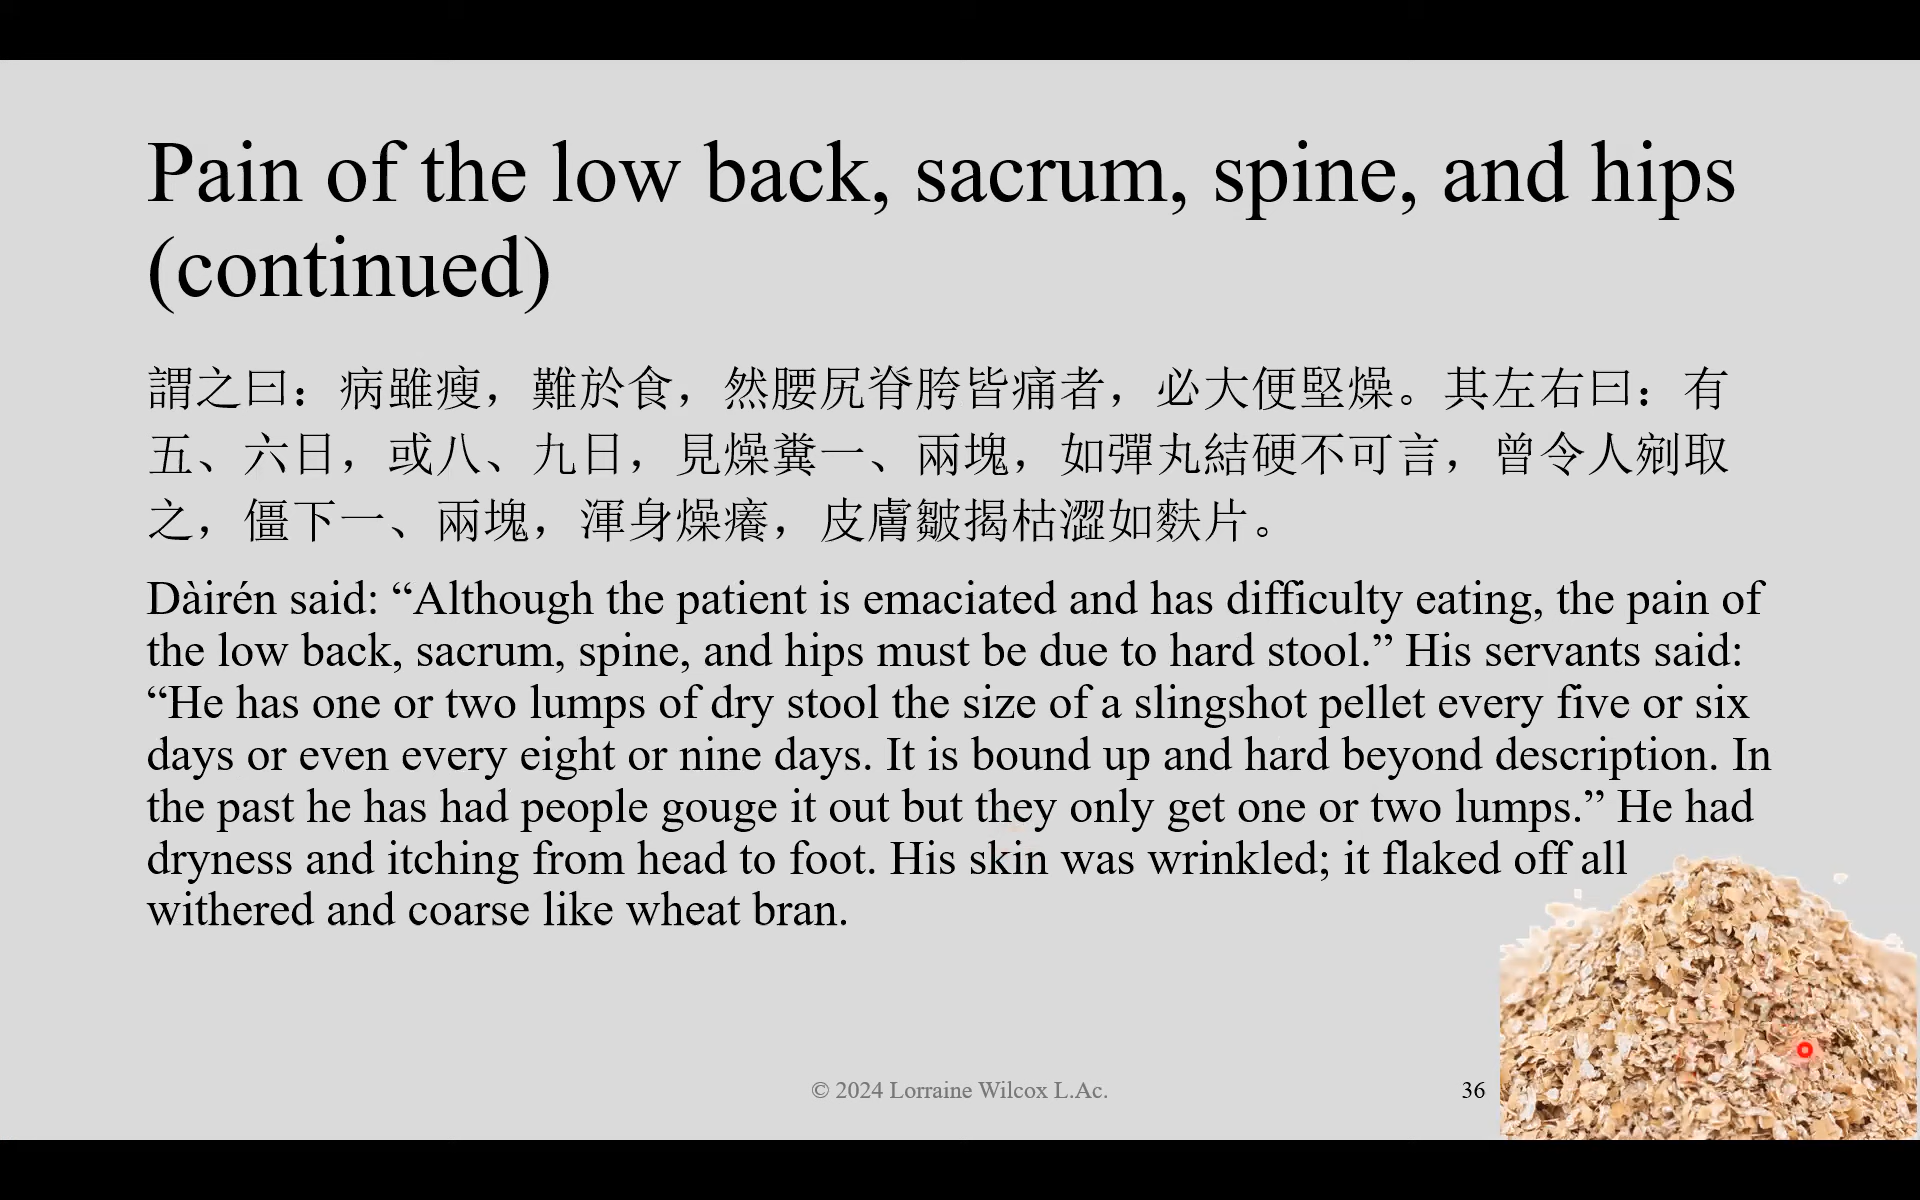 Pain of the low back, sacrum, spine, and hips
(continued)
謂之曰：病雖瘦，難於食，然腰尻脊胯皆痛者，必大便堅燥。其左右曰：有
五、六日，或八、九日，見燥糞一、兩塊，如彈丸結硬不可言，曾令人剜取
之，僵下一、兩塊，渾身燥癢，皮膚皺揭枯澀如麩片。
Dàirén said: “Although the patient is emaciated and has difficulty eating, the pain of
the low back, sacrum, spine, and hips must be due to hard stool.” His servants said:
“He has one or two lumps of dry stool the size of a slingshot pellet every five or six
days or even every eight or nine days. It is bound up and hard beyond description. In
the past he has had people gouge it out but they only get one or two lumps.” He had
dryness and itching from head to foot. His skin was wrinkled; it flaked off all
withered and coarse like wheat bran.
© 2024 Lorraine Wilcox L.Ac.
36